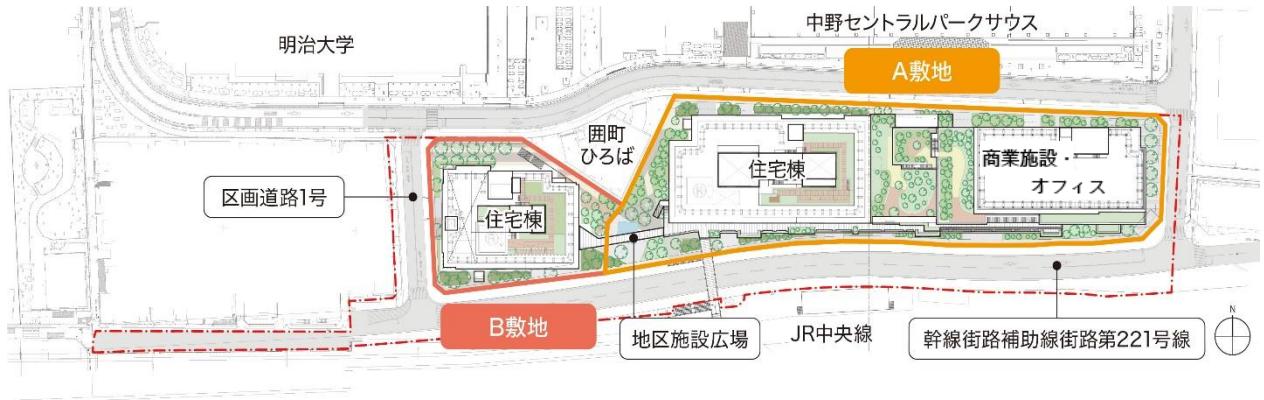 明治大学
中野セントラルパークサウス
A敷地
囲町
ひろば
住宅棟
商業施設・
オフィス
区画道路1号
住宅棟
B敷地
地区施設広場
JR中央線
幹線街路補助線街路第221号線
N